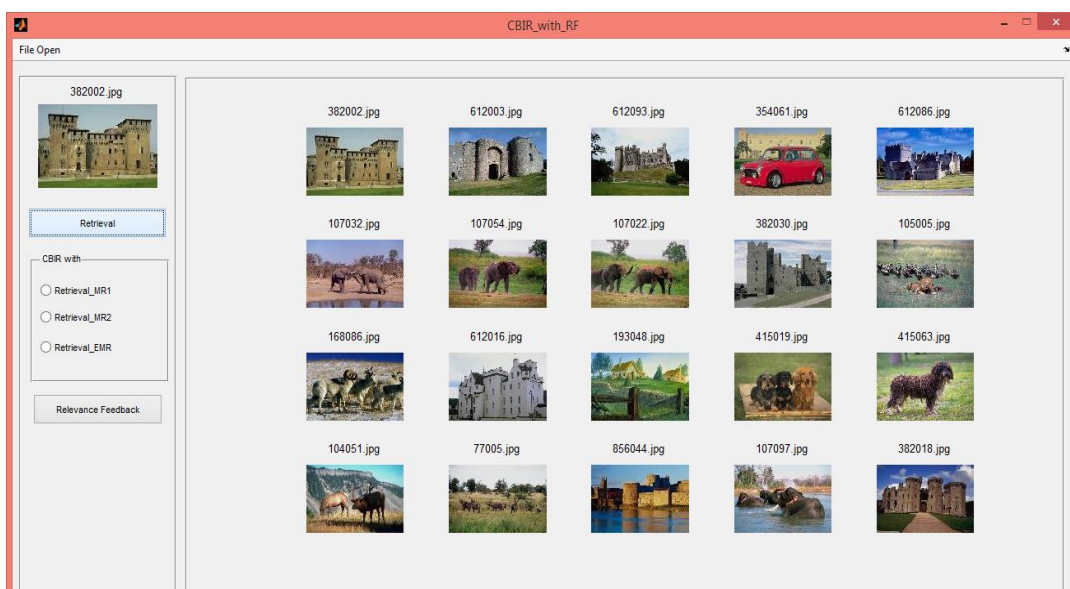 CBIR_with_RF
File Open
382002.jpg
Retrieval
CBIR with
Retrieval_MR1
Retrieval_MR2
Retrieval_EMR
Relevance Feedback
382002.jpg 612003.jpg 612093.jpg 354061.jpg 612086.jpg
107032.jpg 107054.jpg 107022.jpg 382030.jpg 105005.jpg
168086.jpg 612016.jpg 193048.jpg 415019.jpg 415063.jpg
104051.jpg 77005.jpg 856044.jpg 107097.jpg 382018.jpg